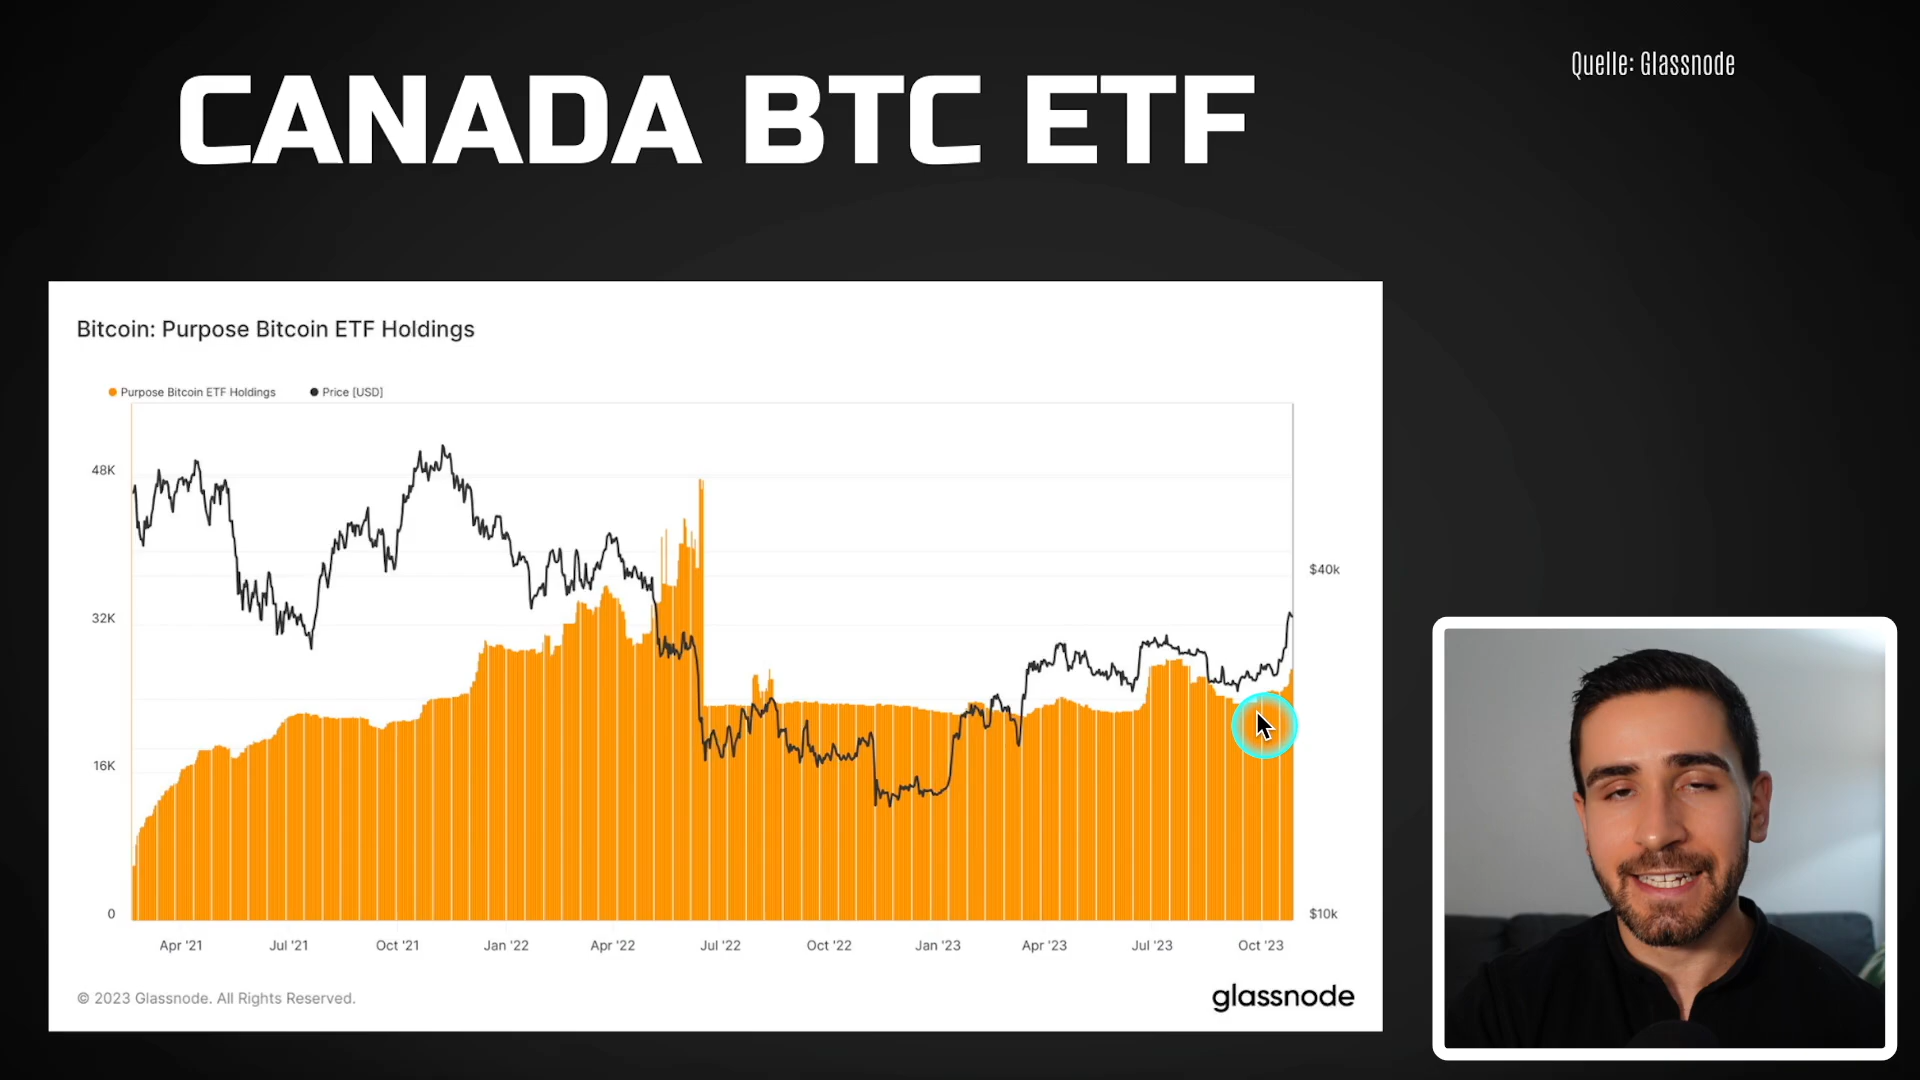 CANADA BTC ETF
Quelle: Glassnode
Bitcoin: Purpose Bitcoin ETF Holdings
Purpose Bitcoin ETF Holdings
Price [USD]
48K
32K
16K
0
$40k
$10k
Apr '21
Jul '21
Oct '21
Jan '22
Apr '22
Jul '22
Oct '22
Jan '23
Apr '23
Jul '23
Oct '23
© 2023 Glassnode. All Rights Reserved.
glassnode